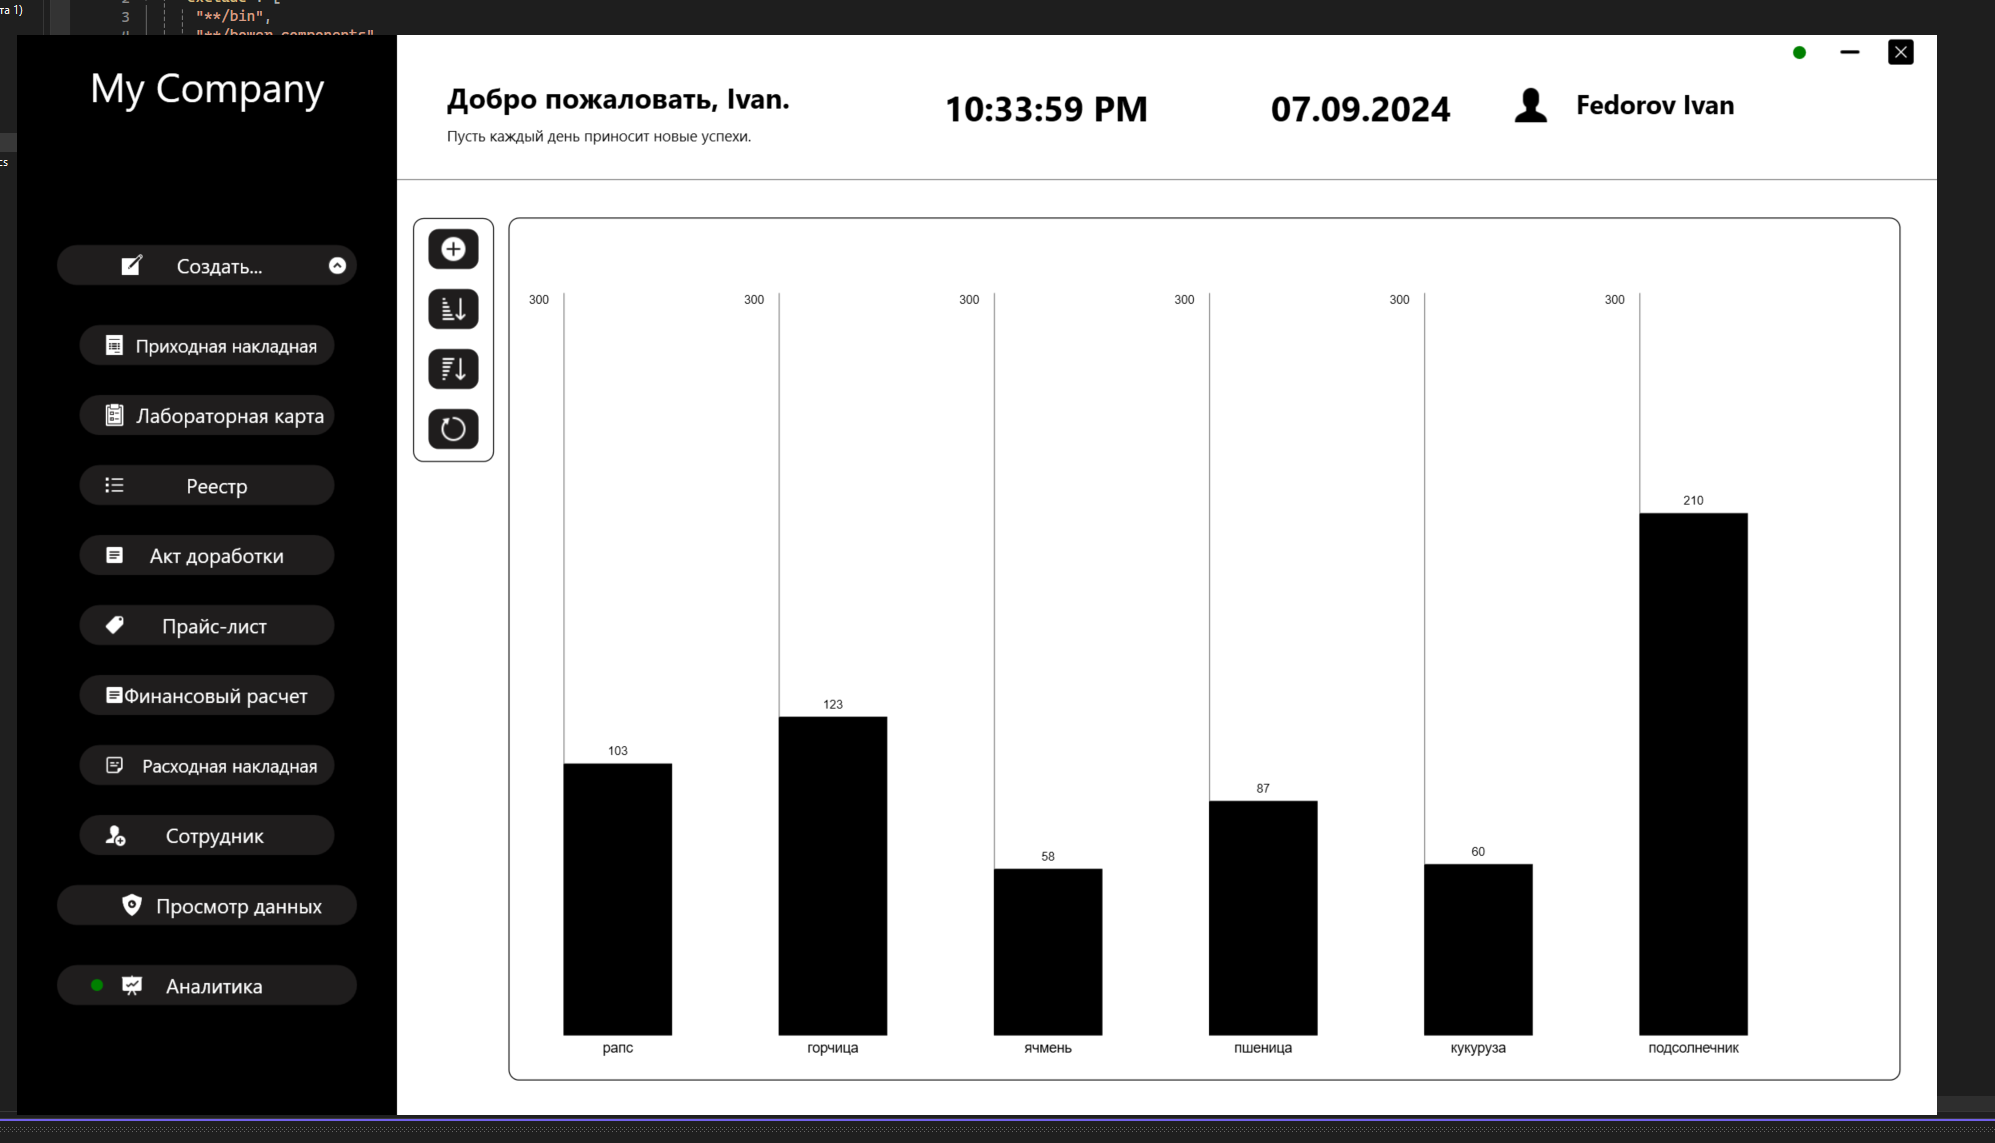 та 1)
3
"**/bin",
cs
My Company
Добро пожаловать, Ivan.
Пусть каждый день приносит новые успехи.
10:33:59 PM
07.09.2024
Fedorov Ivan
Создать...
Приходная накладная
Лабораторная карта
Реестр
Акт доработки
Прайс-лист
Финансовый расчет
Расходная накладная
Сотрудник
Просмотр данных
Аналитика
300
300
300
300
300
300
103
123
58
87
60
210
рапс
горчица
ячмень
пшеница
кукуруза
подсолнечник